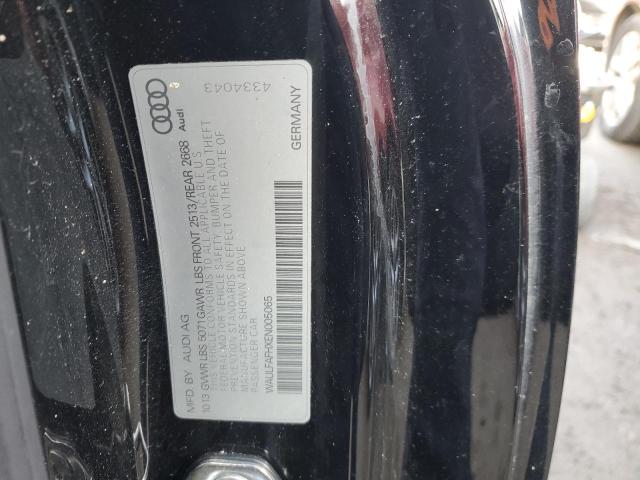 MFD BY AUDI AG
Audi
10 13 GVWR LBS 5071 GAWR LBS FRONT 2513/REAR 2668
THIS VEHICLE CONFORMS TO ALL APPLICABLE U S
FEDERAL MOTOR VEHICLE SAFETY, BUMPER AND THEFT
PREVENTION STANDARDS IN EFFECT ON THE DATE OF
MANUFACTURE SHOWN ABOVE
PASSENGER CAR
WAULFAFHXEN005065
GERMANY
4334043